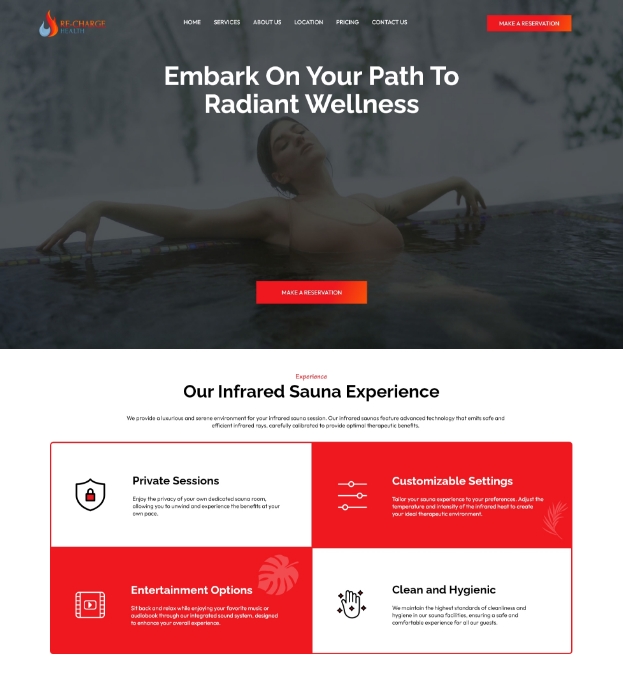 RE-CHARGE
HEALTH
HOME SERVICES ABOUT US LOCATION PRICING CONTACT US
MAKE A RESERVATION
Embark On Your Path To
Radiant Wellness
MAKE A RESERVATION
Experience
Our Infrared Sauna Experience
We provide a luxurious and serene environment for your infrared sauna session. Our infrared saunas feature advanced technology that emits safe and
efficient infrared rays, carefully calibrated to provide optimal therapeutic benefits.
Private Sessions
Enjoy the privacy of your own dedicated sauna room,
allowing you to unwind and experience the benefits at your
own pace.
Customizable Settings
Tailor your sauna experience to your preferences. Adjust the
temperature and intensity of the infrared heat to create
your ideal therapeutic environment.
Entertainment Options
Sit back and relax while enjoying your favorite music or
audiobook through our integrated sound system, designed
to enhance your overall experience.
Clean and Hygienic
We maintain the highest standards of cleanliness and
hygiene in our sauna facilities, ensuring a safe and
comfortable experience for all our guests.